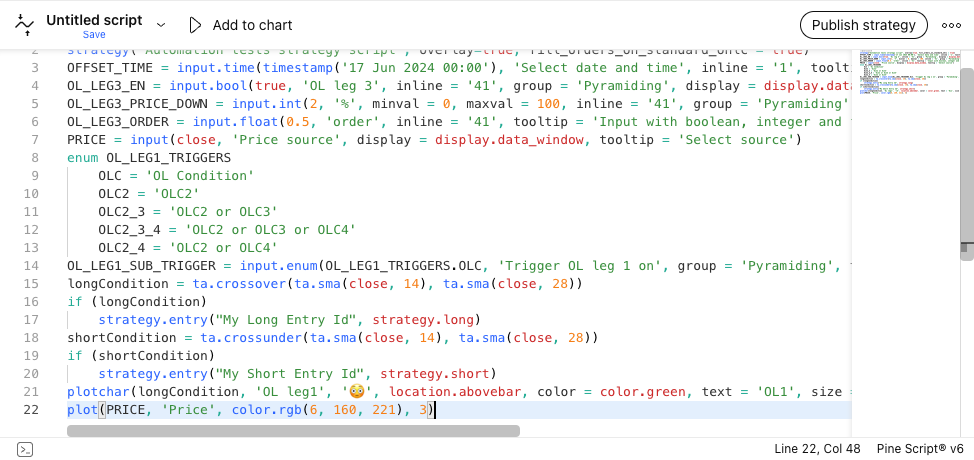 Untitled script
Save
Add to chart
Publish strategy
2 strategy("Automation tests strategy script", overlay=true, fill_orders_on_standard_ohlc = true)
3 OFFSET_TIME = input.time(timestamp('17 Jun 2024 00:00'), 'Select date and time', inline = '1', toolt
4 OL_LEG3_EN = input.bool(true, 'OL leg 3', inline = '41', group = 'Pyramiding', display = display.dat
5 OL_LEG3_PRICE_DOWN = input.int(2, '%', minval = 0, maxval = 100, inline = '41', group = 'Pyramiding'
6 OL_LEG3_ORDER = input.float(0.5, 'order', inline = '41', tooltip = 'Input with boolean, integer and
7 PRICE = input(close, 'Price source', display = display.data_window, tooltip = 'Select source')
8 enum OL_LEG1_TRIGGERS
9 OLC = 'OL Condition'
10 OLC2 = 'OLC2'
11 OLC2_3 = 'OLC2 or OLC3'
12 OLC2_3_4 = 'OLC2 or OLC3 or OLC4'
13 OLC2_4 = 'OLC2 or OLC4'
14 OL_LEG1_SUB_TRIGGER = input.enum(OL_LEG1_TRIGGERS.OLC, 'Trigger OL leg 1 on', group = 'Pyramiding',
15 longCondition = ta.crossover(ta.sma(close, 14), ta.sma(close, 28))
16 if (longCondition)
17 strategy.entry("My Long Entry Id", strategy.long)
18 shortCondition = ta.crossunder(ta.sma(close, 14), ta.sma(close, 28))
19 if (shortCondition)
20 strategy.entry("My Short Entry Id", strategy.short)
21 plotchar(longCondition, 'OL leg1', '😳', location.abovebar, color = color.green, text = 'OL1', size =
22 plot(PRICE, 'Price', color.rgb(6, 160, 221), 3)
Line 22, Col 48 Pine Script® v6